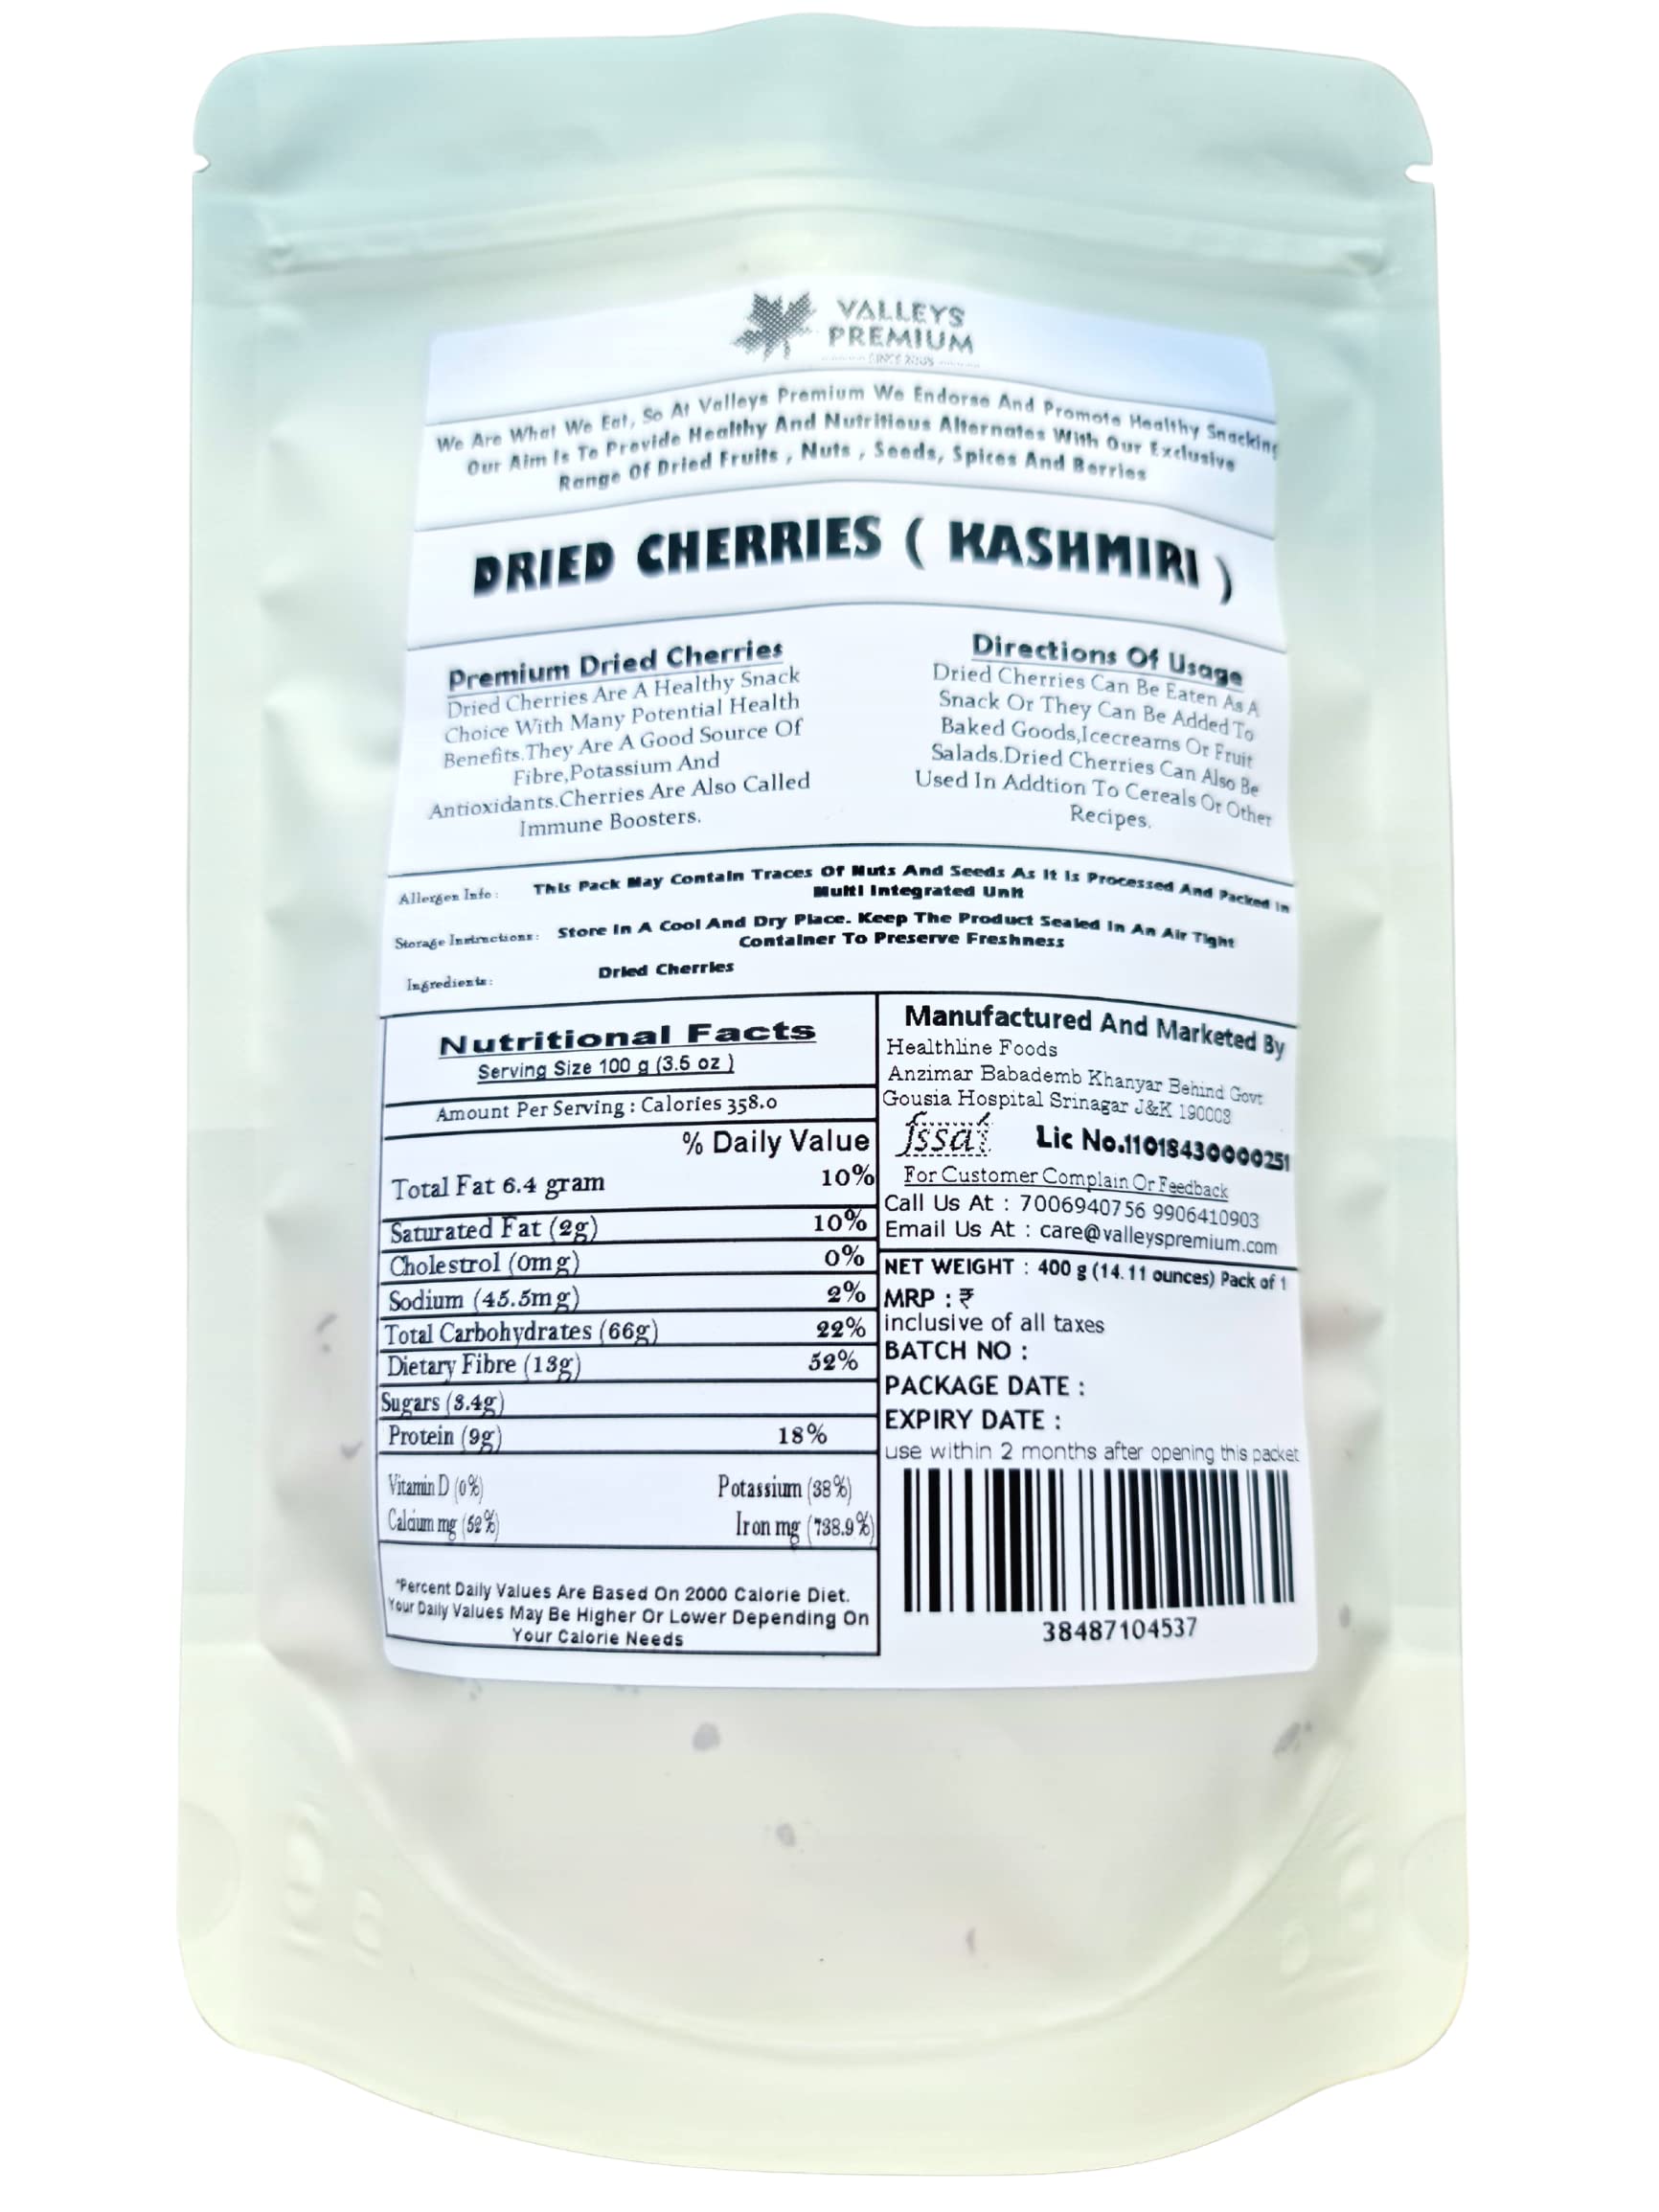 VALLEYS
PREMIUM
We Are What We Eat, So At Valleys Premium We Endorse And Promote Healthy Snacking
Our Aim Is To Provide Healthy And Nutritious Alternates With Our Exclusive
Range Of Dried Fruits , Nuts , Seeds, Spices And Berries
DRIED CHERRIES ( KASHMIRI )
Premium Dried Cherries
Dried Cherries Are A Healthy Snack
Choice With Many Potential Health
Benefits.They Are A Good Source Of
Fibre,Potassium And
Antioxidants.Cherries Are Also Called
Immune Boosters.
Directions Of Usage
Dried Cherries Can Be Eaten As A
Snack Or They Can Be Added To
Baked Goods,Icecreams Or Fruit
Salads.Dried Cherries Can Also Be
Used In Addtion To Cereals Or Other
Recipes.
Allergen Info : This Pack May Contain Traces Of Nuts And Seeds As It Is Processed And Packed In
Multi Integrated Unit
Storage Instructions: Store In A Cool And Dry Place. Keep The Product Sealed In An Air Tight
Container To Preserve Freshness
Ingredients: Dried Cherries
Nutritional Facts
Serving Size 100 g (3.5 oz )
Amount Per Serving : Calories 358.0
% Daily Value
Total Fat 6.4 gram 10%
Saturated Fat (2g) 10%
Cholestrol (0mg) 0%
Sodium (45.5mg) 2%
Total Carbohydrates (66g) 22%
Dietary Fibre (13g) 52%
Sugars (3.4g)
Protein (9g) 18%
Vitamin D (0%) Potassium (38%)
Calcium mg (52%) Iron mg (738.9%)
*Percent Daily Values Are Based On 2000 Calorie Diet.
Your Daily Values May Be Higher Or Lower Depending On
Your Calorie Needs
Manufactured And Marketed By
Healthline Foods
Anzimar Babademb Khanyar Behind Govt
Gousia Hospital Srinagar J&K 190003
fssai Lic No.11018430000251
For Customer Complain Or Feedback
Call Us At : 7006940756 9906410903
Email Us At : care@valleyspremium.com
NET WEIGHT : 400 g (14.11 ounces) Pack of 1
MRP : ₹
inclusive of all taxes
BATCH NO :
PACKAGE DATE :
EXPIRY DATE :
use within 2 months after opening this packet
38487104537